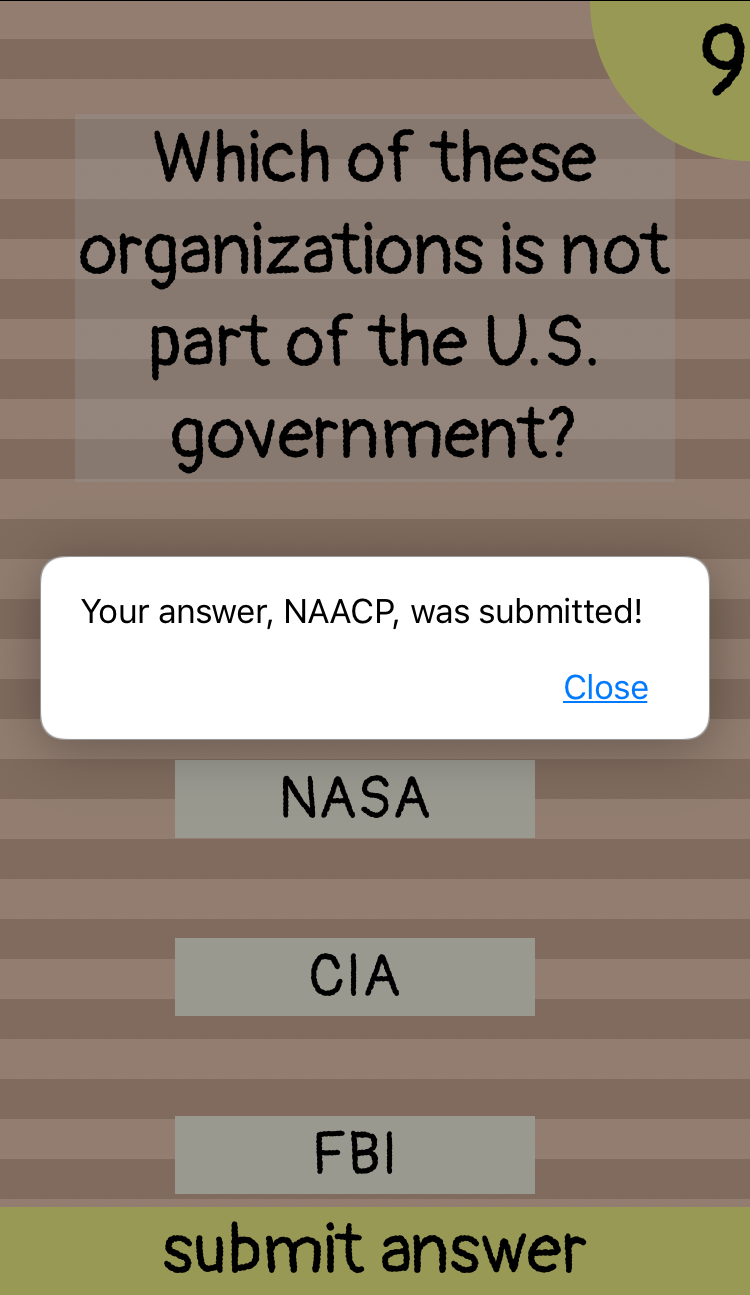 9
Which of these
organizations is not
part of the U.S.
government?
Your answer, NAACP, was submitted!
Close
NASA
CIA
FBI
submit answer